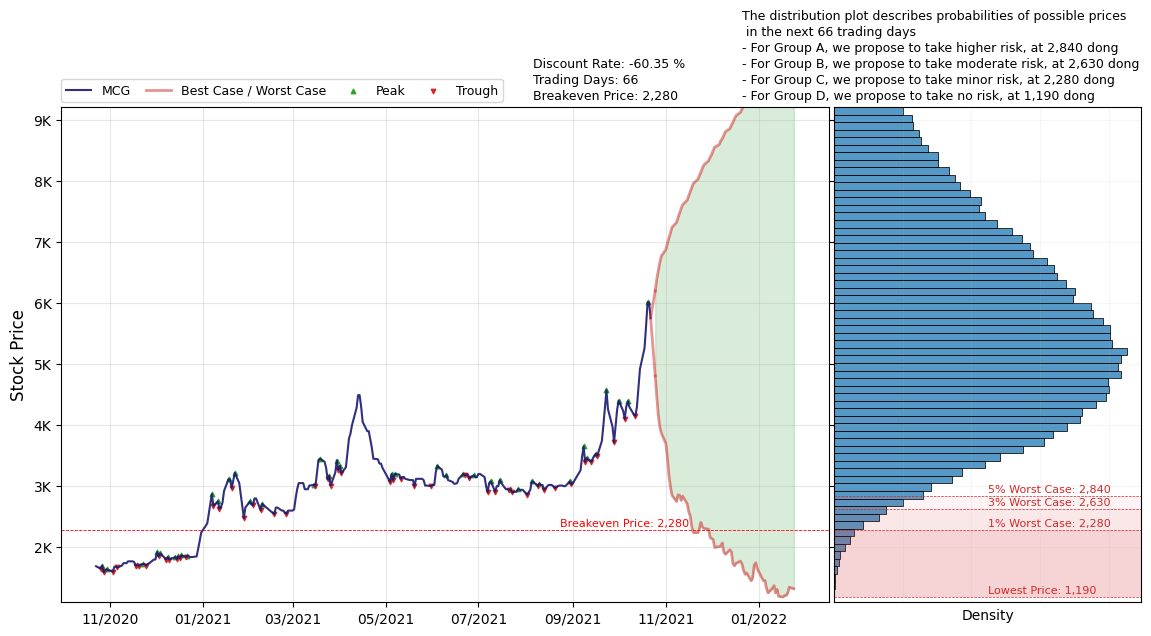 The distribution plot describes probabilities of possible prices
in the next 66 trading days
- For Group A, we propose to take higher risk, at 2,840 dong
- For Group B, we propose to take moderate risk, at 2,630 dong
- For Group C, we propose to take minor risk, at 2,280 dong
- For Group D, we propose to take no risk, at 1,190 dong
Discount Rate: -60.35 %
Trading Days: 66
Breakeven Price: 2,280
MCG
Best Case / Worst Case
Peak
Trough
Stock Price
9K
8K
7K
6K
5K
4K
3K
2K
Breakeven Price: 2,280
5% Worst Case: 2,840
3% Worst Case: 2,630
1% Worst Case: 2,280
Lowest Price: 1,190
11/2020
01/2021
03/2021
05/2021
07/2021
09/2021
11/2021
01/2022
Density